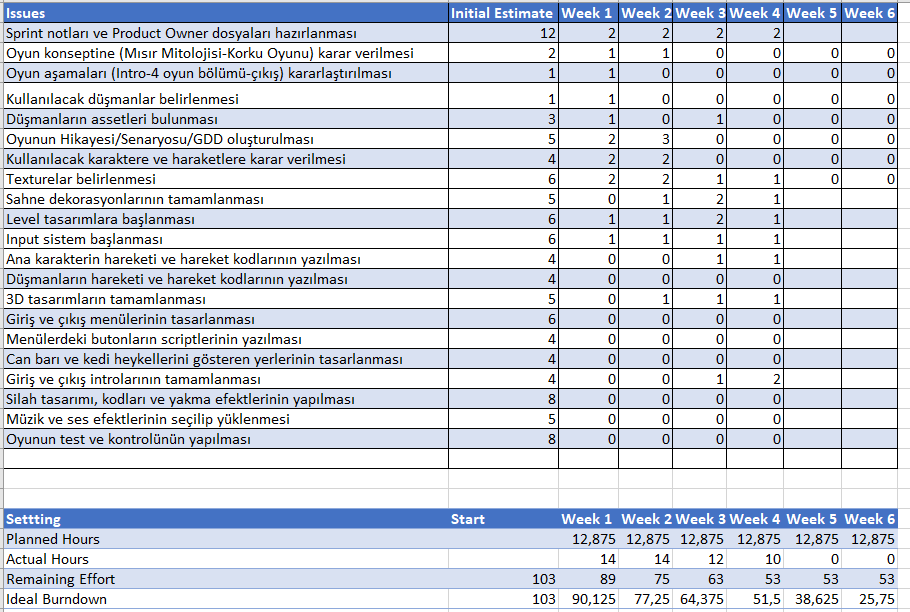 Issues Initial Estimate Week 1 Week 2 Week 3 Week 4 Week 5 Week 6
Sprint notları ve Product Owner dosyaları hazırlanması 12 2 2 2 2
Oyun konseptine (Mısır Mitolojisi-Korku Oyunu) karar verilmesi 2 1 1 0 0 0 0
Oyun aşamaları (Intro-4 oyun bölümü-çıkış) kararlaştırılması 1 1 0 0 0 0 0
Kullanılacak düşmanlar belirlenmesi 1 1 0 0 0 0 0
Düşmanların assetleri bulunması 3 1 0 1 0 0 0
Oyunun Hikayesi/Senaryosu/GDD oluşturulması 5 2 3 0 0 0 0
Kullanılacak karaktere ve haraketlere karar verilmesi 4 2 2 0 0 0 0
Texturelar belirlenmesi 6 2 2 1 1 0 0
Sahne dekorasyonlarının tamamlanması 5 0 1 2 1
Level tasarımlara başlanması 6 1 1 2 1
Input sistem başlanması 6 1 1 1 1
Ana karakterin hareketi ve hareket kodlarının yazılması 4 0 0 1 1
Düşmanların hareketi ve hareket kodlarının yazılması 4 0 0 0 0
3D tasarımların tamamlanması 5 0 1 1 1
Giriş ve çıkış menülerinin tasarlanması 6 0 0 0 0
Menülerdeki butonların scriptlerinin yazılması 4 0 0 0 0
Can barı ve kedi heykellerini gösteren yerlerinin tasarlanması 4 0 0 0 0
Giriş ve çıkış introlarının tamamlanması 4 0 0 1 2
Silah tasarımı, kodları ve yakma efektlerinin yapılması 8 0 0 0 0
Müzik ve ses efektlerinin seçilip yüklenmesi 5 0 0 0 0
Oyunun test ve kontrolünün yapılması 8 0 0 0 0
Settting Start Week 1 Week 2 Week 3 Week 4 Week 5 Week 6
Planned Hours 12,875 12,875 12,875 12,875 12,875 12,875
Actual Hours 14 14 12 10 0 0
Remaining Effort 103 89 75 63 53 53 53
Ideal Burndown 103 90,125 77,25 64,375 51,5 38,625 25,75